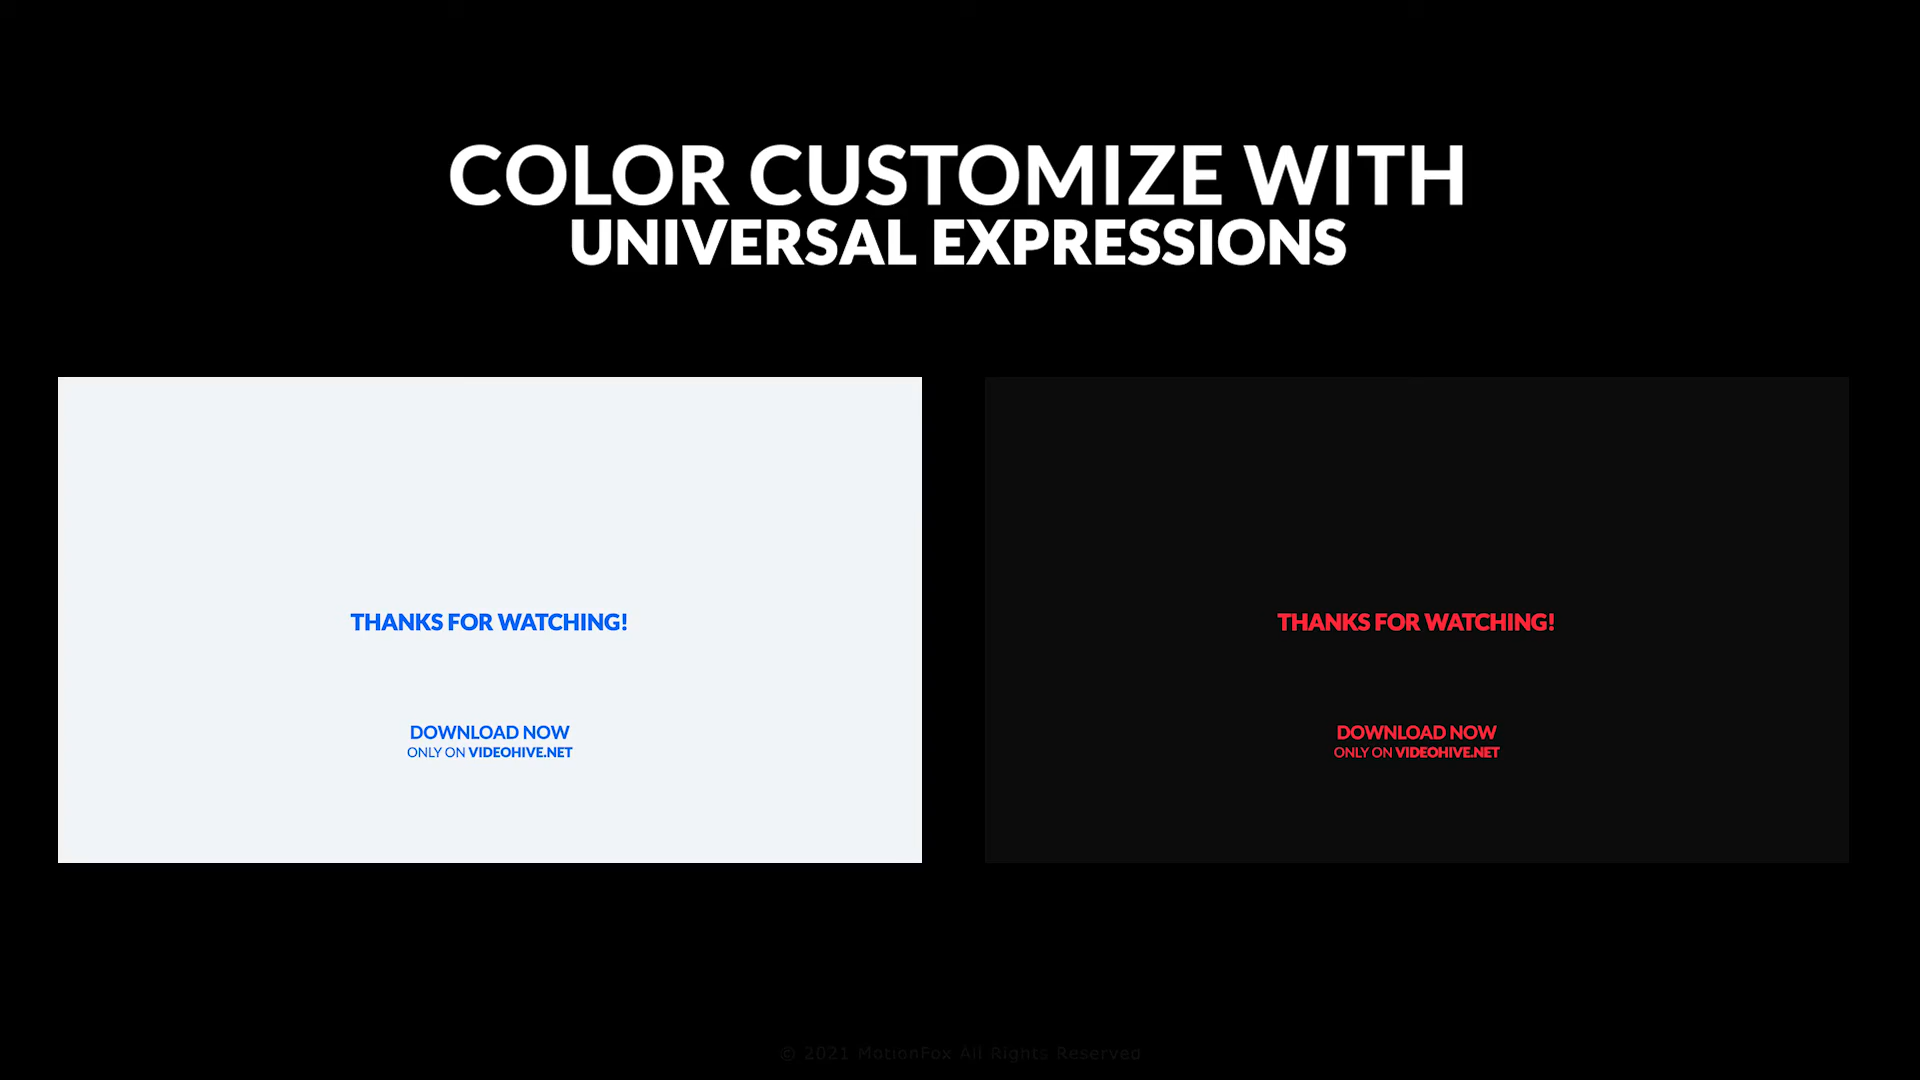 COLOR CUSTOMIZE WITH
UNIVERSAL EXPRESSIONS
THANKS FOR WATCHING!
DOWNLOAD NOW
ONLY ON VIDEOHIVE.NET
THANKS FOR WATCHING!
DOWNLOAD NOW
ONLY ON VIDEOHIVE.NET
© 2021 MotionFox All Rights Reserved